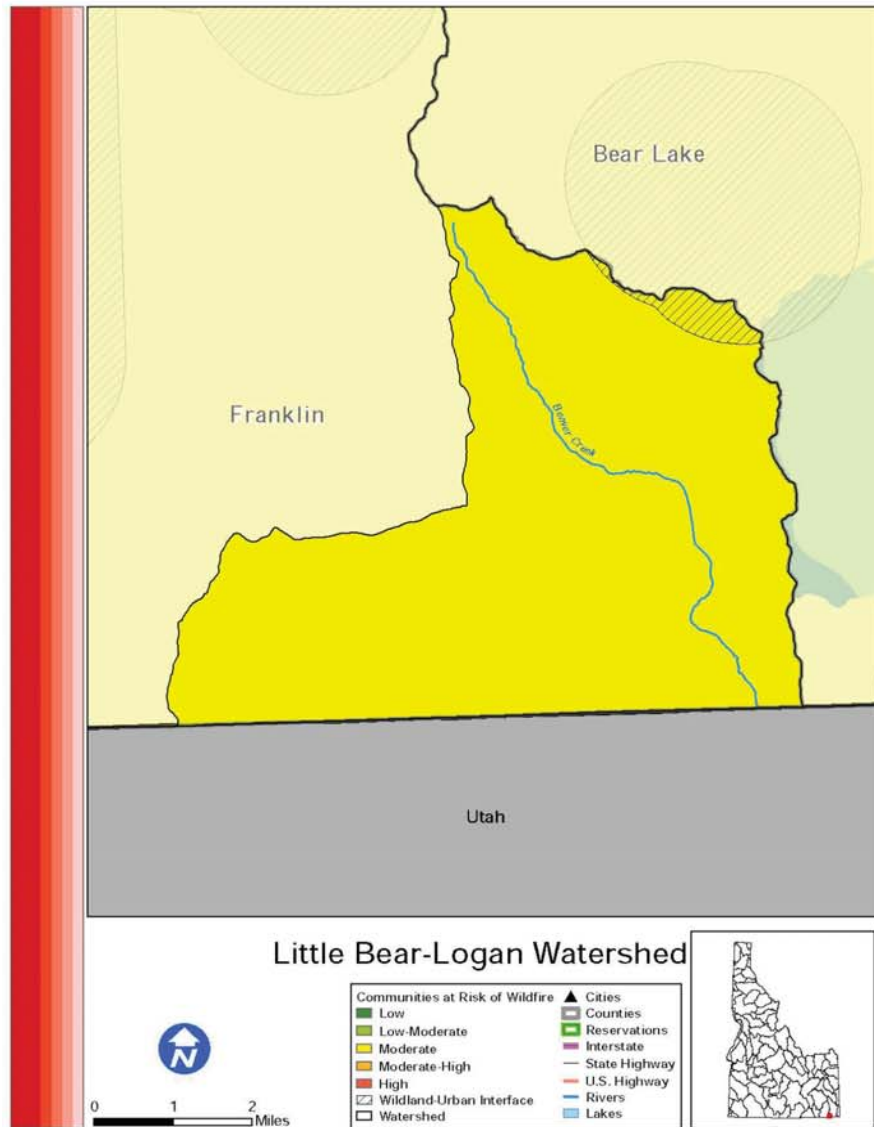 Bear Lake
Franklin
Beaver Creek
Utah
Little Bear-Logan Watershed
N
0 1 2
Miles
Communities at Risk of Wildfire
Low
Low-Moderate
Moderate
Moderate-High
High
Wildland-Urban Interface
Watershed
Cities
Counties
Reservations
Interstate
State Highway
U.S. Highway
Rivers
Lakes